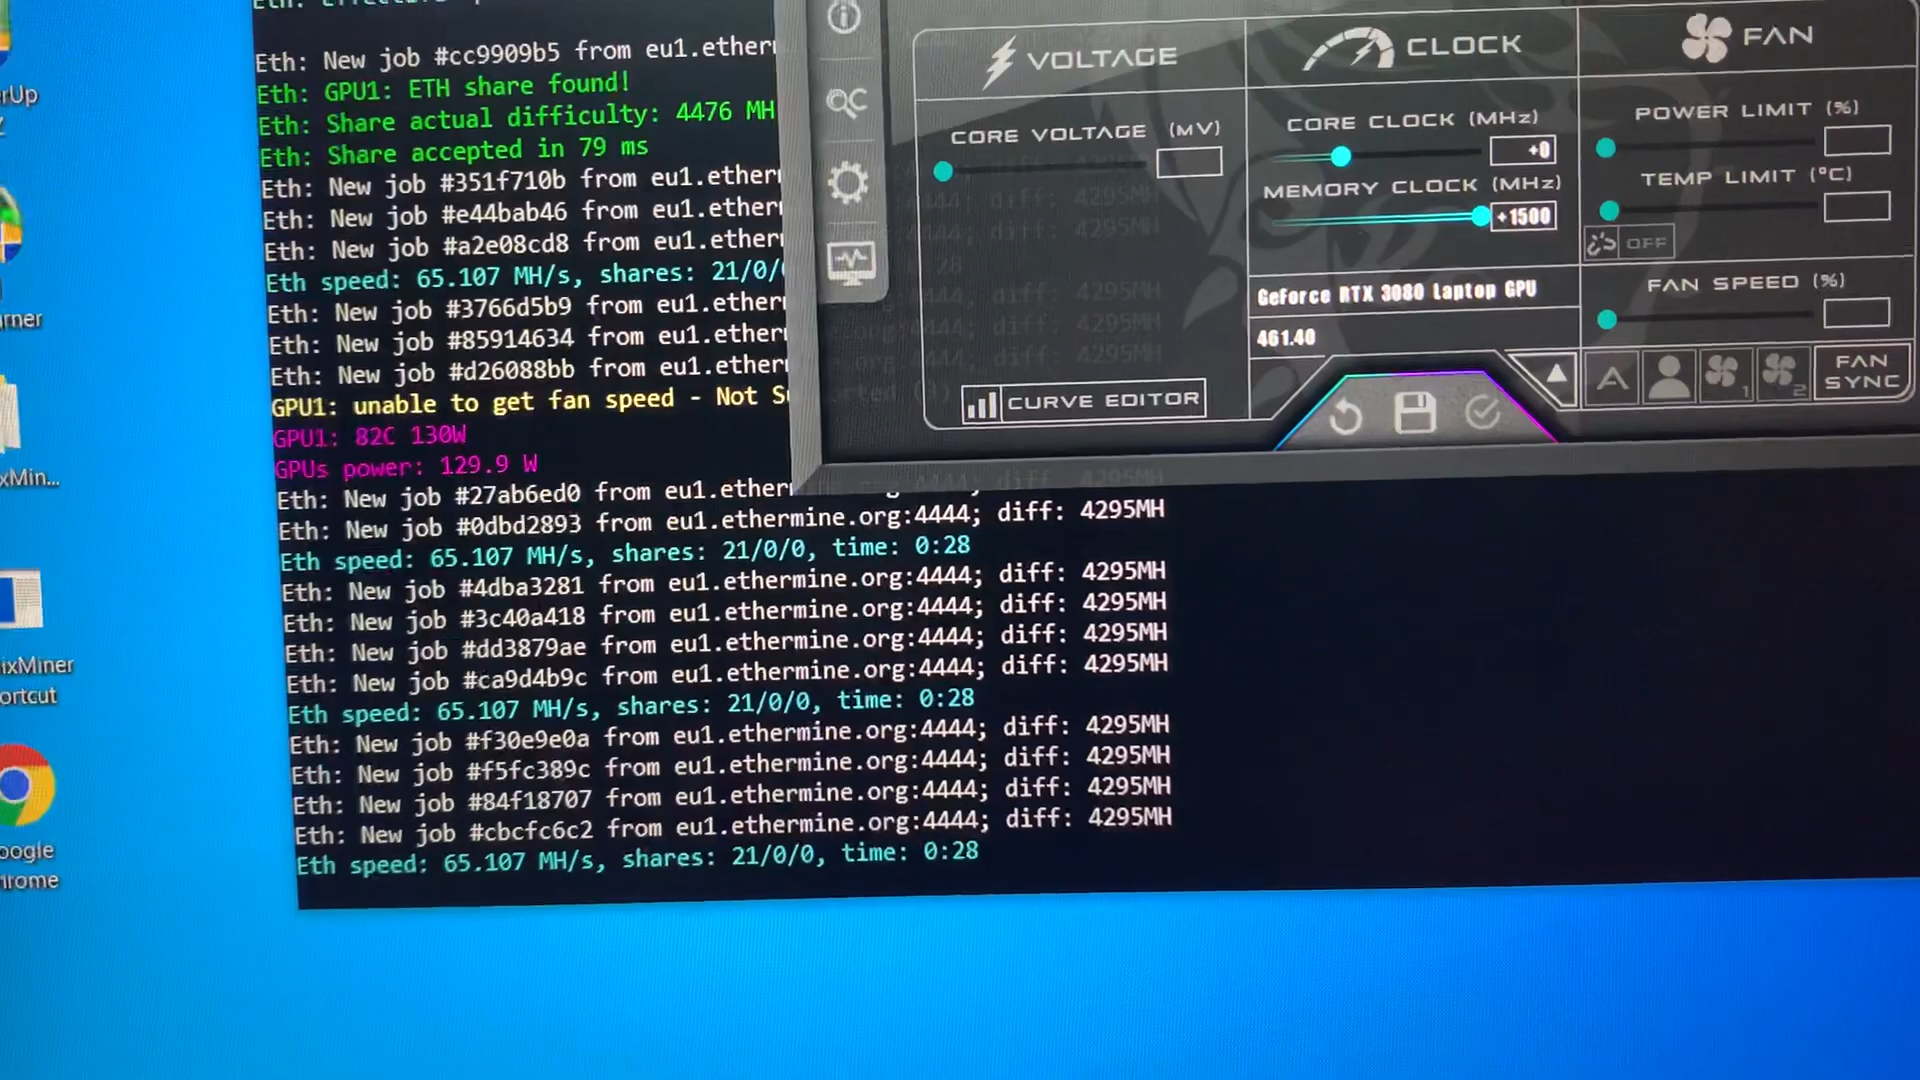 Eth: New job #cc9909b5 from eu1.ether
Eth: GPU1: ETH share found!
Eth: Share actual difficulty: 4476 MH
Eth: Share accepted in 79 ms
Eth: New job #351f710b from eu1.ether
Eth: New job #e44bab46 from eu1.ether
Eth: New job #a2e08cd8 from eu1.ether
Eth speed: 65.107 MH/s, shares: 21/0/
Eth: New job #3766d5b9 from eu1.ether
Eth: New job #85914634 from eu1.ether
Eth: New job #d26088bb from eu1.ether
GPU1: unable to get fan speed - Not S
GPU1: 82C 130W
GPUs power: 129.9 W
Eth: New job #27ab6ed0 from eu1.ether
Eth: New job #0dbd2893 from eu1.ethermine.org:4444; diff: 4295MH
Eth speed: 65.107 MH/s, shares: 21/0/0, time: 0:28
Eth: New job #4dba3281 from eu1.ethermine.org:4444; diff: 4295MH
Eth: New job #3c40a418 from eu1.ethermine.org:4444; diff: 4295MH
Eth: New job #dd3879ae from eu1.ethermine.org:4444; diff: 4295MH
Eth: New job #ca9d4b9c from eu1.ethermine.org:4444; diff: 4295MH
Eth speed: 65.107 MH/s, shares: 21/0/0, time: 0:28
Eth: New job #f30e9e0a from eu1.ethermine.org:4444; diff: 4295MH
Eth: New job #f5fc389c from eu1.ethermine.org:4444; diff: 4295MH
Eth: New job #84f18707 from eu1.ethermine.org:4444; diff: 4295MH
Eth: New job #cbcfc6c2 from eu1.ethermine.org:4444; diff: 4295MH
Eth speed: 65.107 MH/s, shares: 21/0/0, time: 0:28
VOLTAGE
CORE VOLTAGE (MV)
CURVE EDITOR
CLOCK
CORE CLOCK (MHz)
+0
MEMORY CLOCK (MHz)
+1500
GeForce RTX 3080 Laptop GPU
461.40
FAN
POWER LIMIT (%)
TEMP LIMIT (°C)
OFF
FAN SPEED (%)
A
1
2
FAN
SYNC
OC
erUp
Z
urner
xMin...
ixMiner
ortcut
oogle
hrome